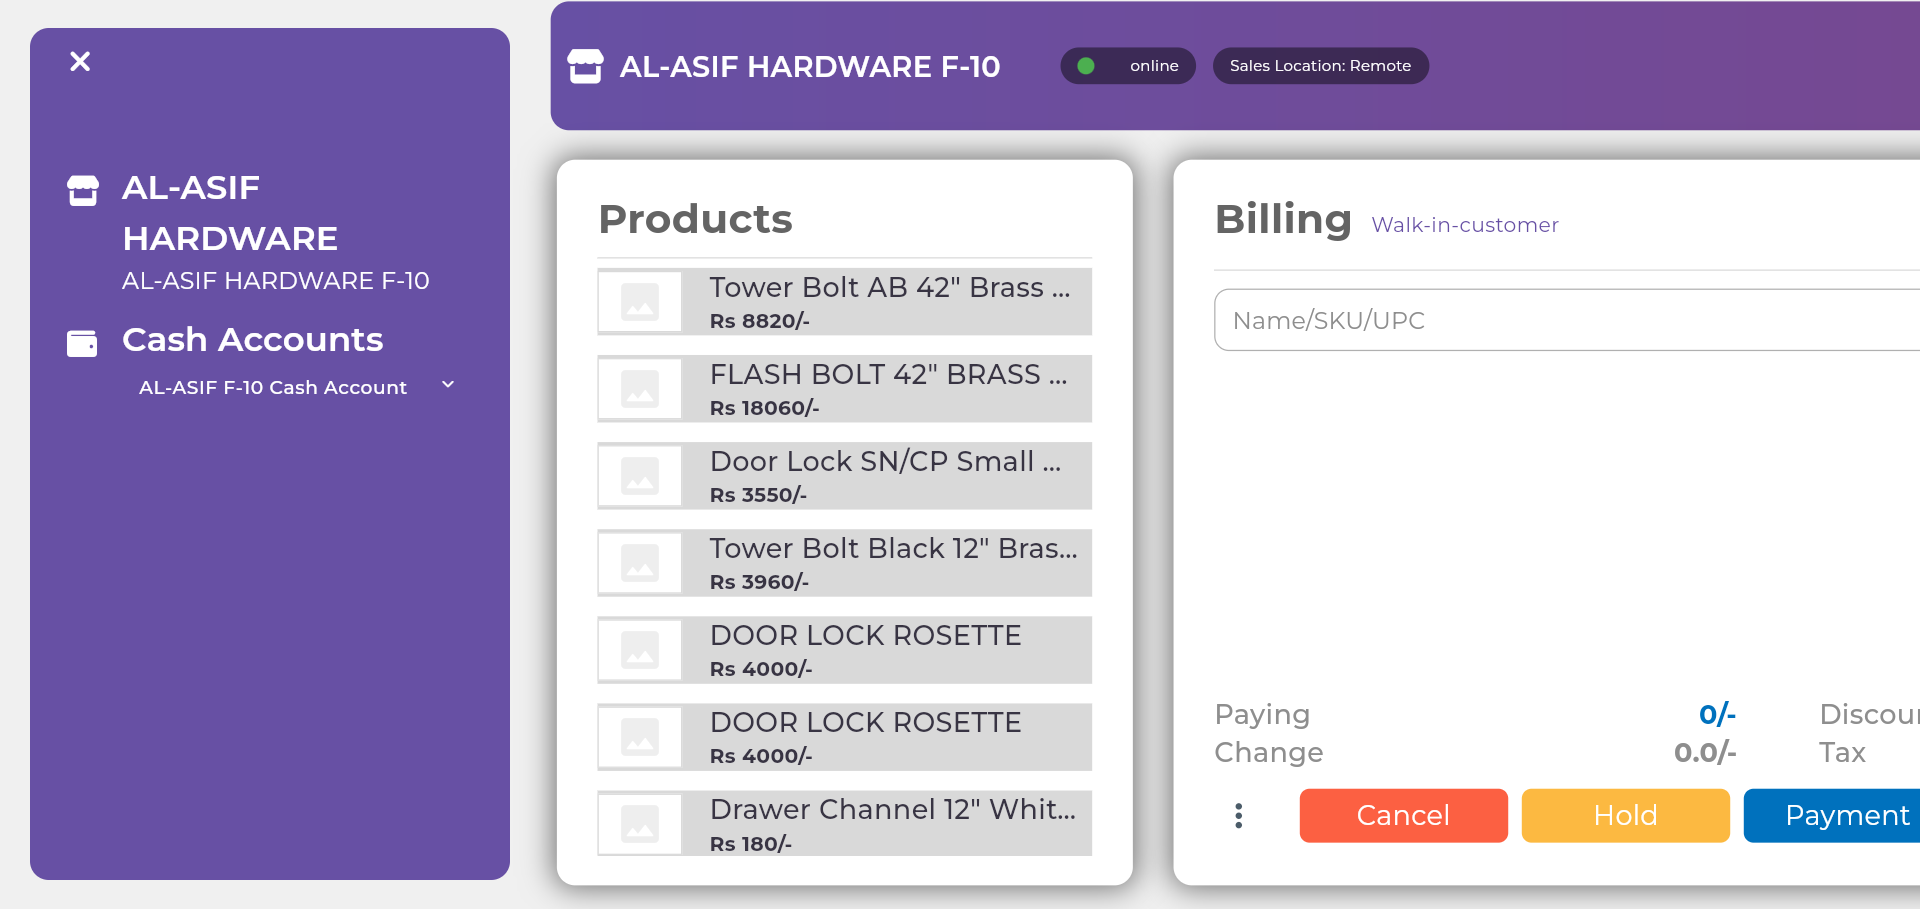 AL-ASIF
HARDWARE
AL-ASIF HARDWARE F-10
Cash Accounts
AL-ASIF F-10 Cash Account
AL-ASIF HARDWARE F-10
online
Sales Location: Remote
Products
Tower Bolt AB 42" Brass ...
Rs 8820/-
FLASH BOLT 42" BRASS ...
Rs 18060/-
Door Lock SN/CP Small ...
Rs 3550/-
Tower Bolt Black 12" Bras...
Rs 3960/-
DOOR LOCK ROSETTE
Rs 4000/-
DOOR LOCK ROSETTE
Rs 4000/-
Drawer Channel 12" Whit...
Rs 180/-
Billing Walk-in-customer
Name/SKU/UPC
Paying 0/-
Change 0.0/-
Discou
Tax
Cancel
Hold
Payment